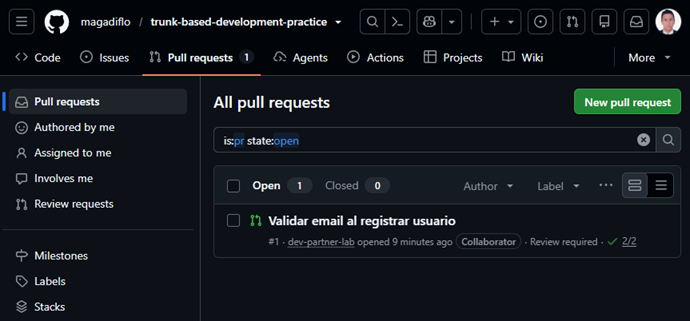 magadiflo / trunk-based-development-practice
Code Issues Pull requests 1 Agents Actions Projects Wiki More
Pull requests
Authored by me
Assigned to me
Involves me
Review requests
Milestones
Labels
Stacks
All pull requests
New pull request
is:pr state:open
Open 1 Closed 0 Author Label
Validar email al registrar usuario
#1 · dev-partner-lab opened 9 minutes ago Collaborator · Review required · 2/2